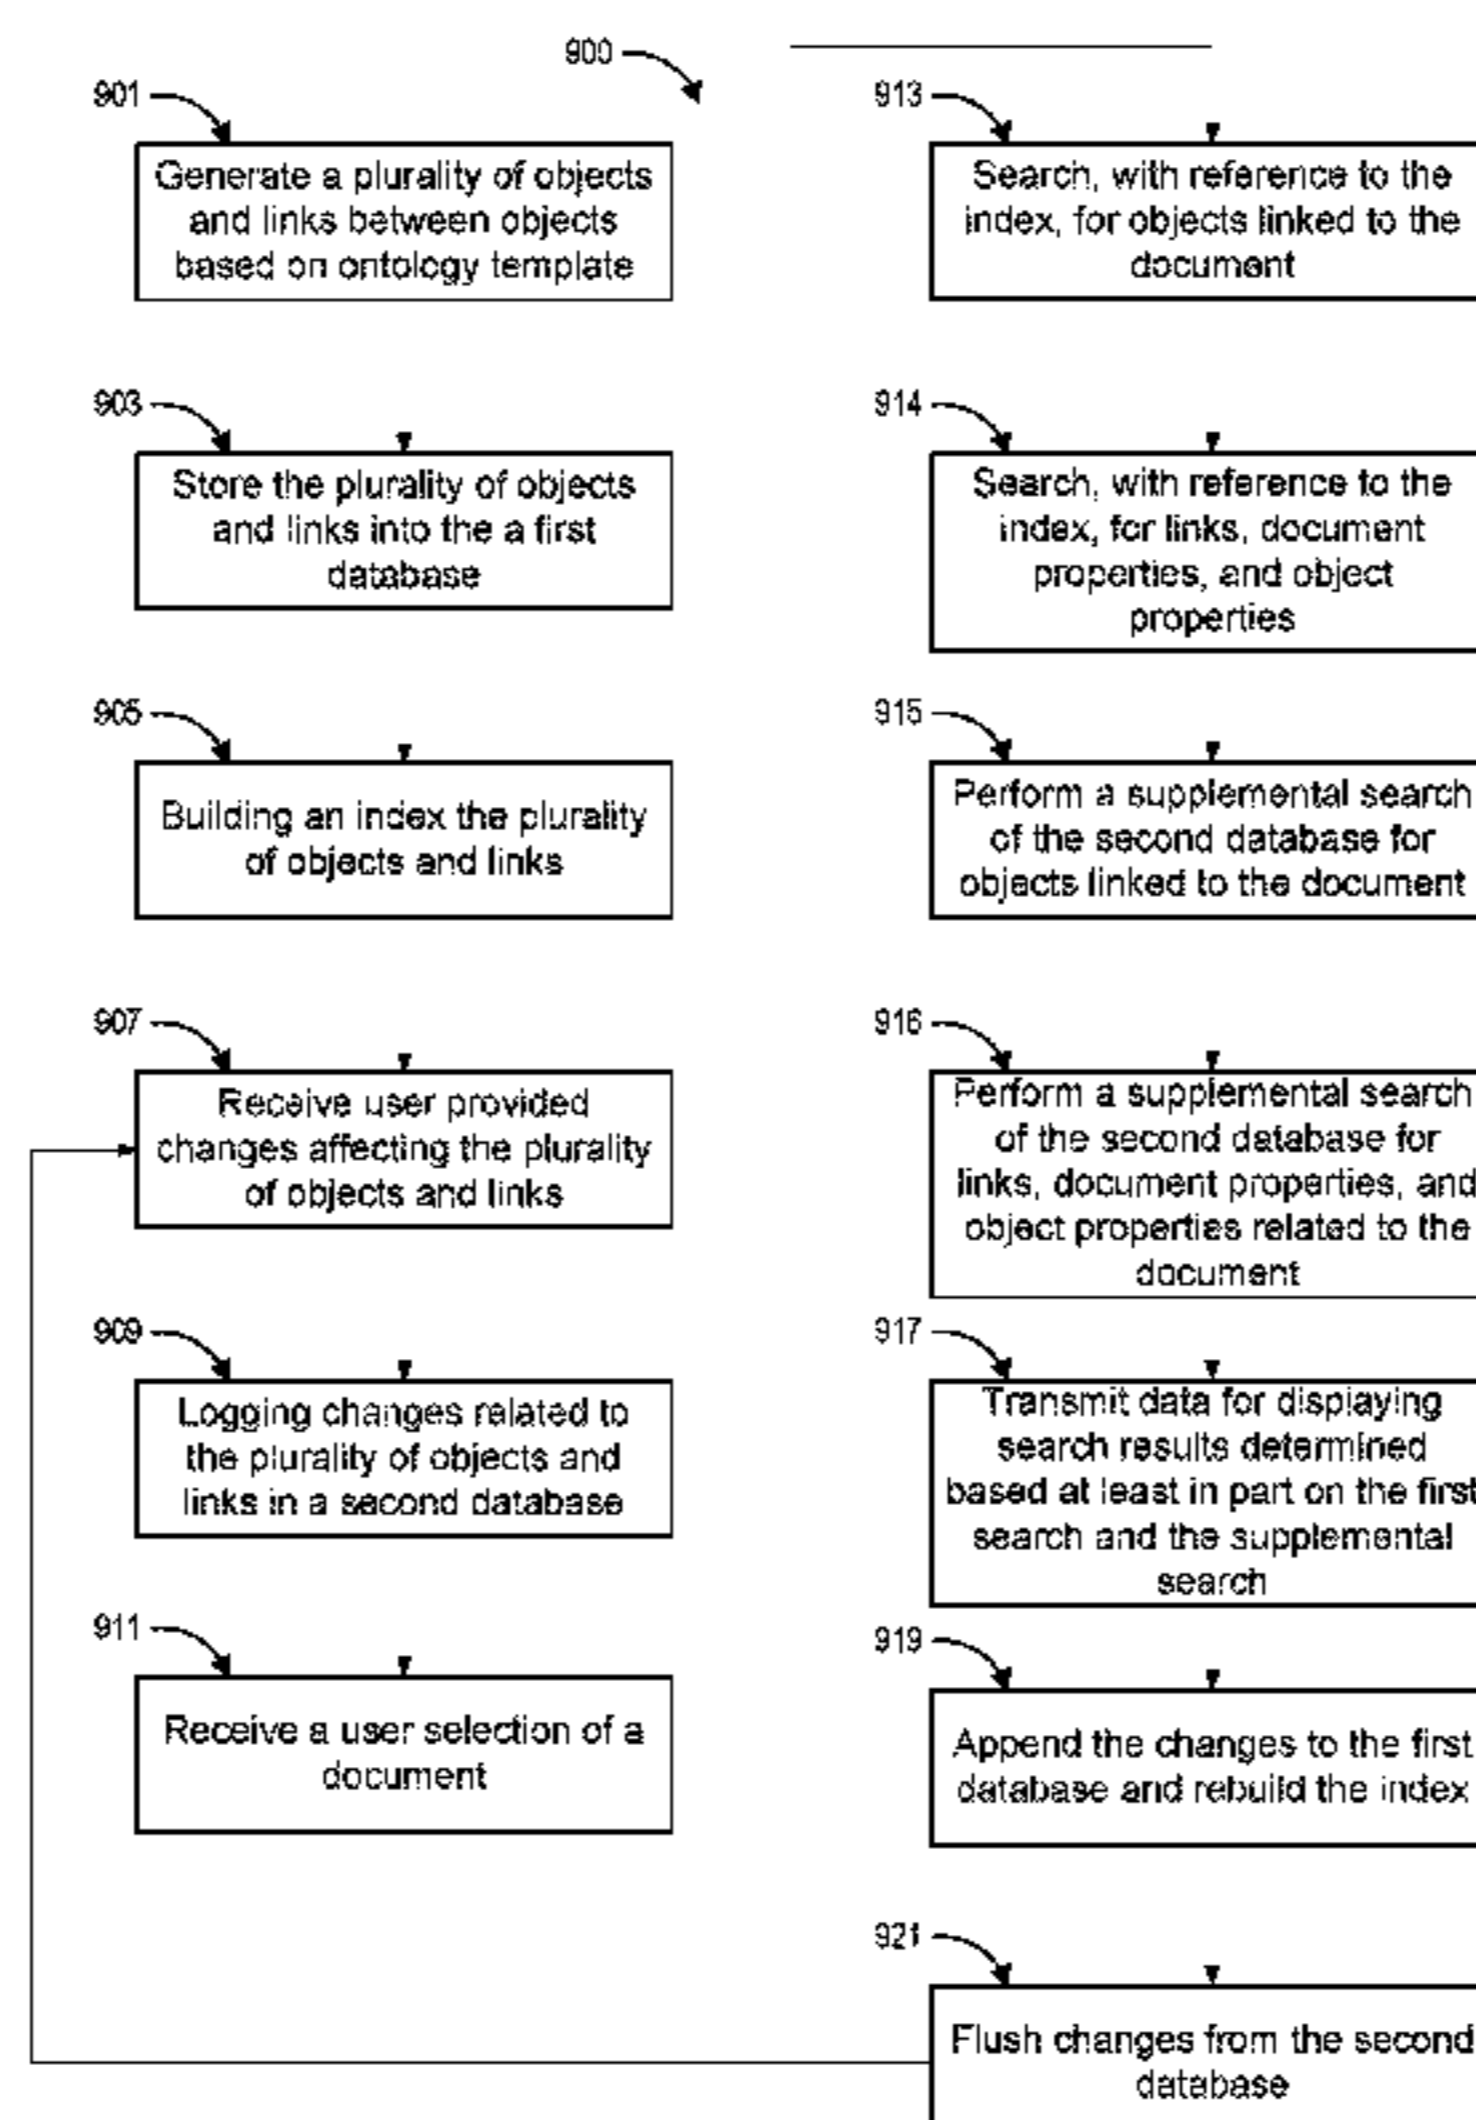 900
901
Generate a plurality of objects
and links between objects
based on ontology template
903
Store the plurality of objects
and links into the a first
database
905
Building an index the plurality
of objects and links
907
Receive user provided
changes affecting the plurality
of objects and links
909
Logging changes related to
the plurality of objects and
links in a second database
911
Receive a user selection of a
document
913
Search, with reference to the
index, for objects linked to the
document
914
Search, with reference to the
index, for links, document
properties, and object
properties
915
Perform a supplemental search
of the second database for
objects linked to the document
916
Perform a supplemental search
of the second database for
links, document properties, and
object properties related to the
document
917
Transmit data for displaying
search results determined
based at least in part on the first
search and the supplemental
search
919
Append the changes to the first
database and rebuild the index
921
Flush changes from the second
database